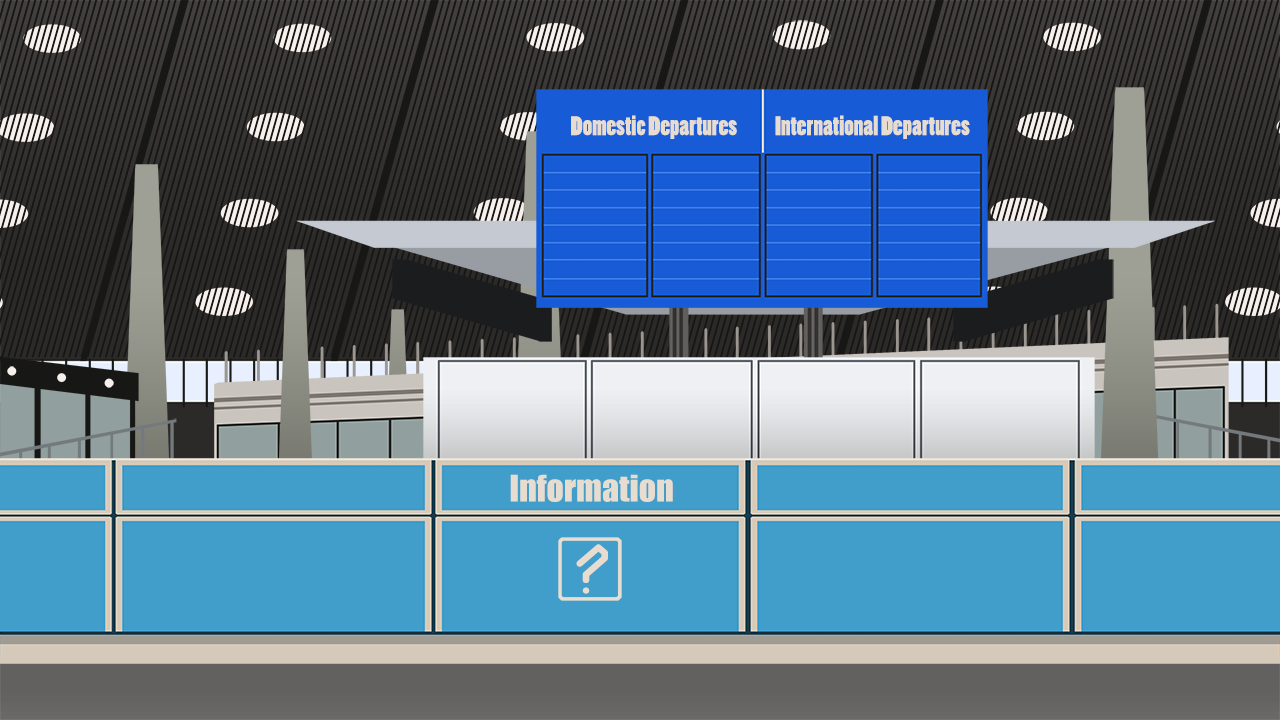 Domestic Departures
International Departures
Information
?